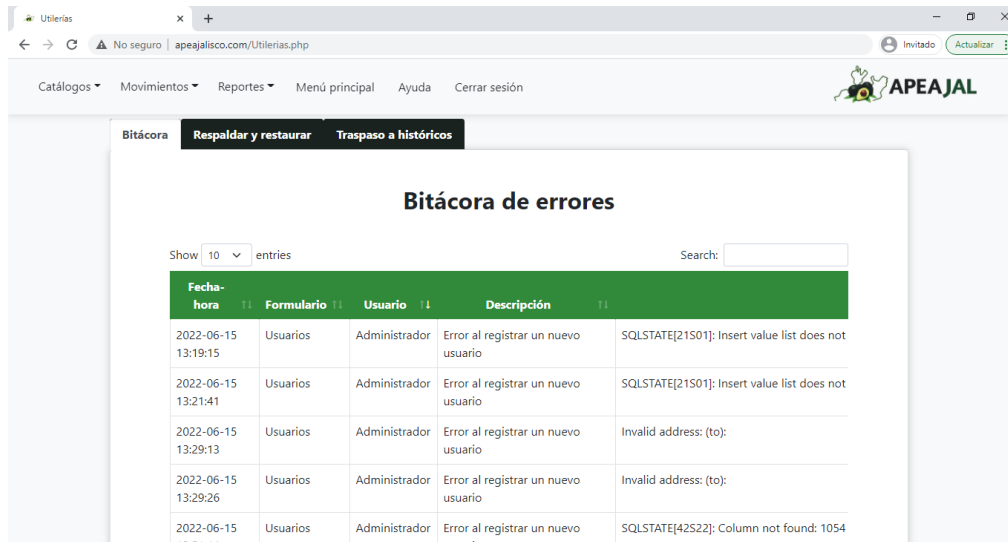 Utilerías
No seguro | apeajalisco.com/Utilerias.php
Invitado
Actualizar
Catálogos Movimientos Reportes Menú principal Ayuda Cerrar sesión
APEAJAL
Bitácora Respaldar y restaurar Traspaso a históricos
Bitácora de errores
Show 10 entries
Search:
Fecha-
hora Formulario Usuario Descripción
2022-06-15 Usuarios Administrador Error al registrar un nuevo SQLSTATE[21S01]: Insert value list does not
13:19:15 usuario
2022-06-15 Usuarios Administrador Error al registrar un nuevo SQLSTATE[21S01]: Insert value list does not
13:21:41 usuario
2022-06-15 Usuarios Administrador Error al registrar un nuevo Invalid address: (to):
13:29:13 usuario
2022-06-15 Usuarios Administrador Error al registrar un nuevo Invalid address: (to):
13:29:26 usuario
2022-06-15 Usuarios Administrador Error al registrar un nuevo SQLSTATE[42S22]: Column not found: 1054